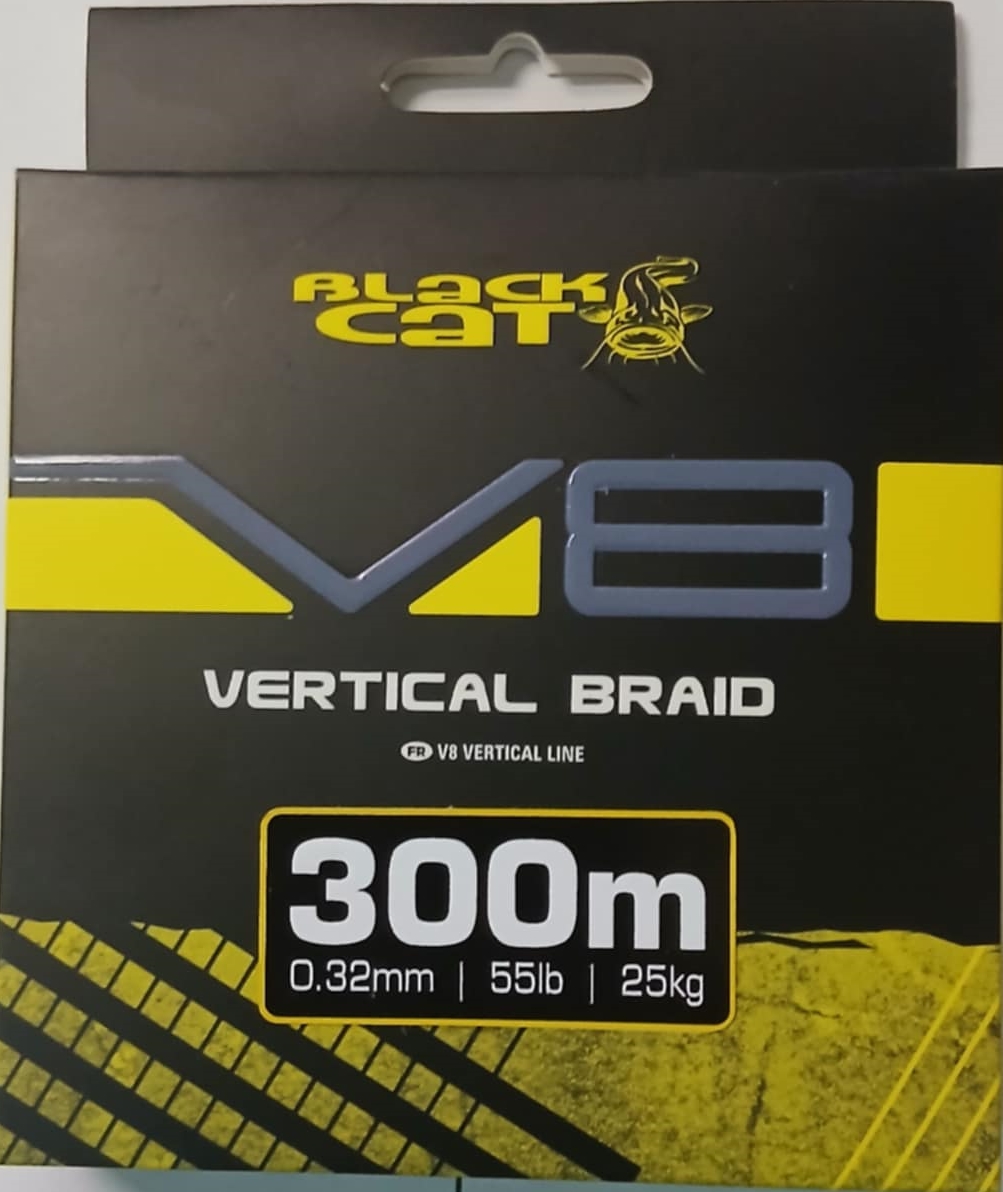 BLACK
CAT
V8
VERTICAL BRAID
FR V8 VERTICAL LINE
300m
0.32mm | 55lb | 25kg